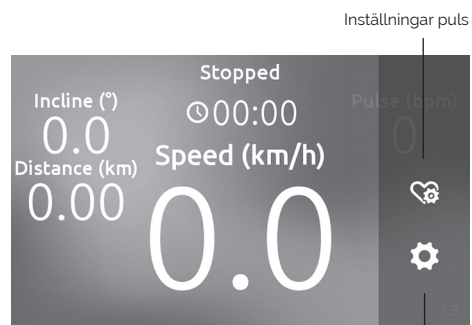 Inställningar puls
Stopped
Incline (°)
00:00
Pulse (bpm)
0.0
0
Distance (km)
Speed (km/h)
0.00
0.0